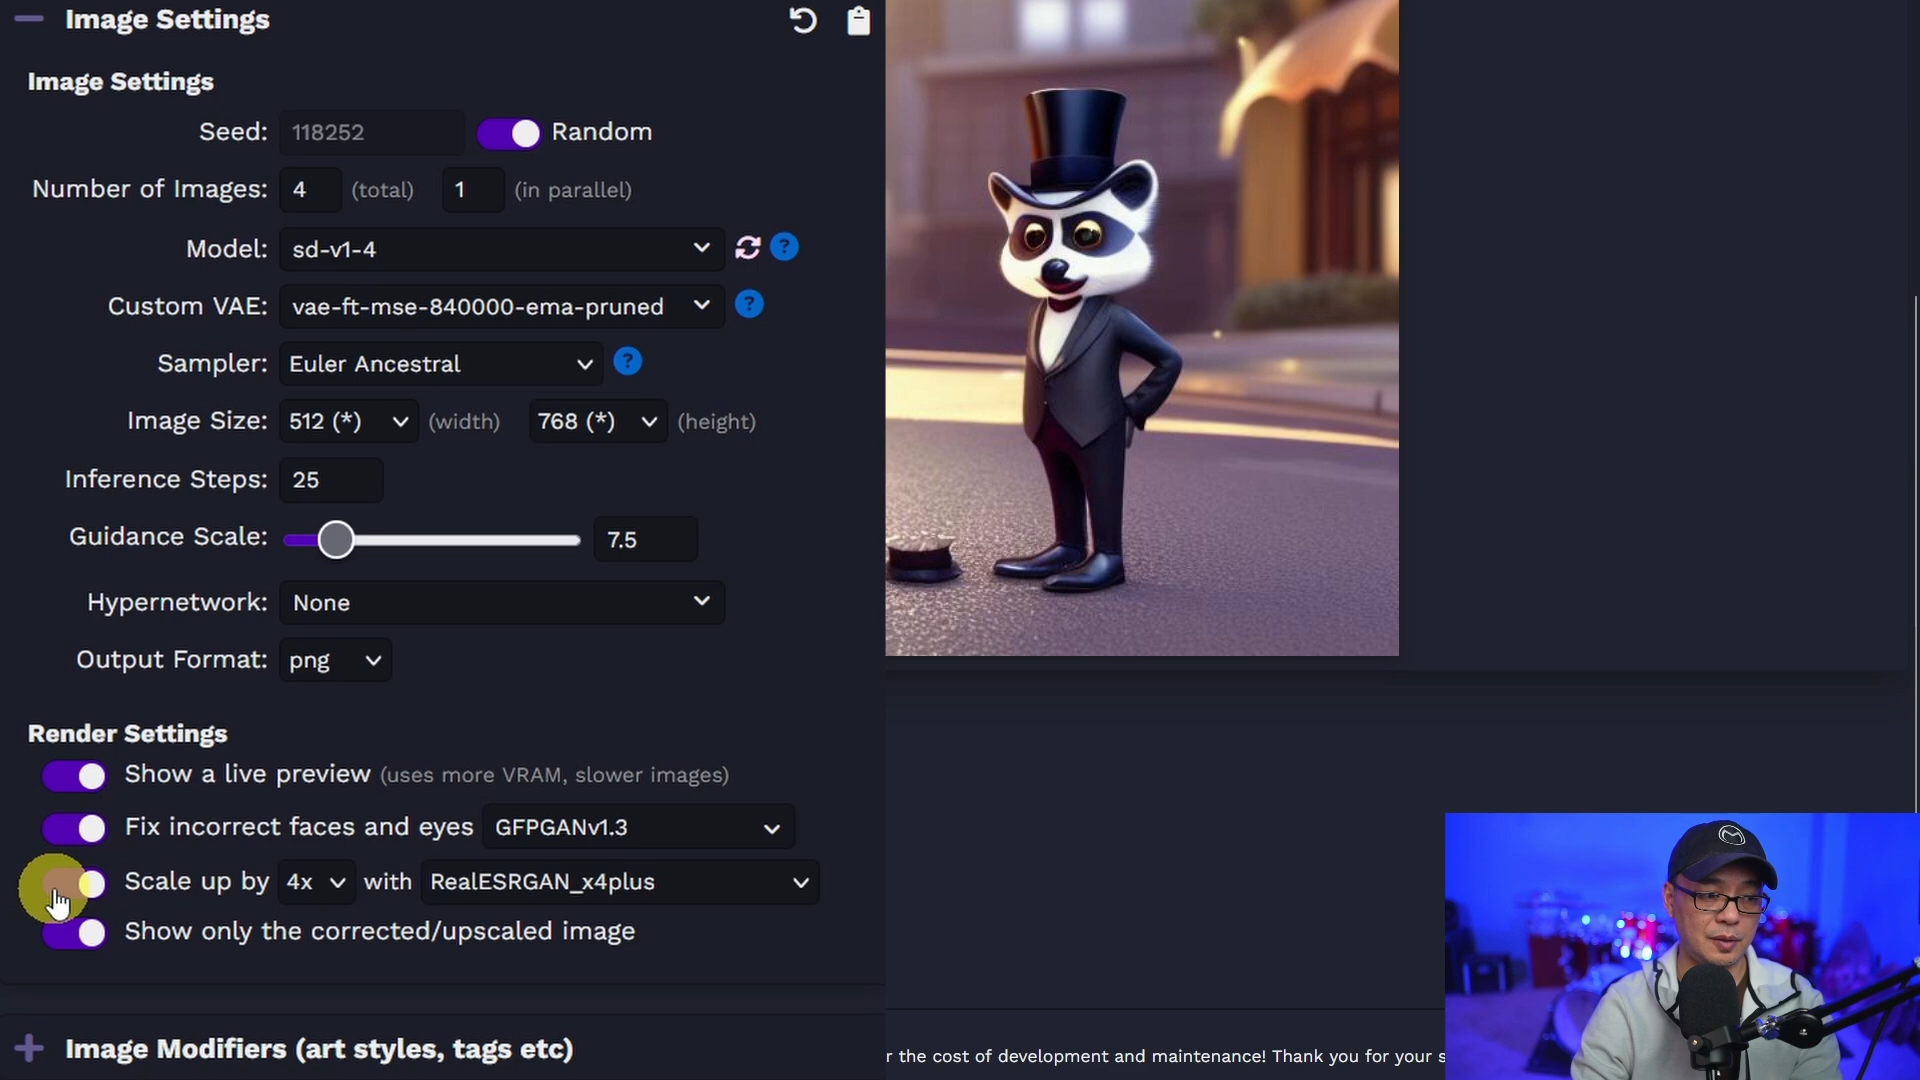 Image Settings
Image Settings
Seed: 118252 Random
Number of Images: 4 (total) 1 (in parallel)
Model: sd-v1-4 ?
Custom VAE: vae-ft-mse-840000-ema-pruned ?
Sampler: Euler Ancestral ?
Image Size: 512 (*) (width) 768 (*) (height)
Inference Steps: 25
Guidance Scale: 7.5
Hypernetwork: None
Output Format: png
Render Settings
Show a live preview (uses more VRAM, slower images)
Fix incorrect faces and eyes GFPGANv1.3
Scale up by 4x with RealESRGAN_x4plus
Show only the corrected/upscaled image
Image Modifiers (art styles, tags etc)
r the cost of development and maintenance! Thank you for your s